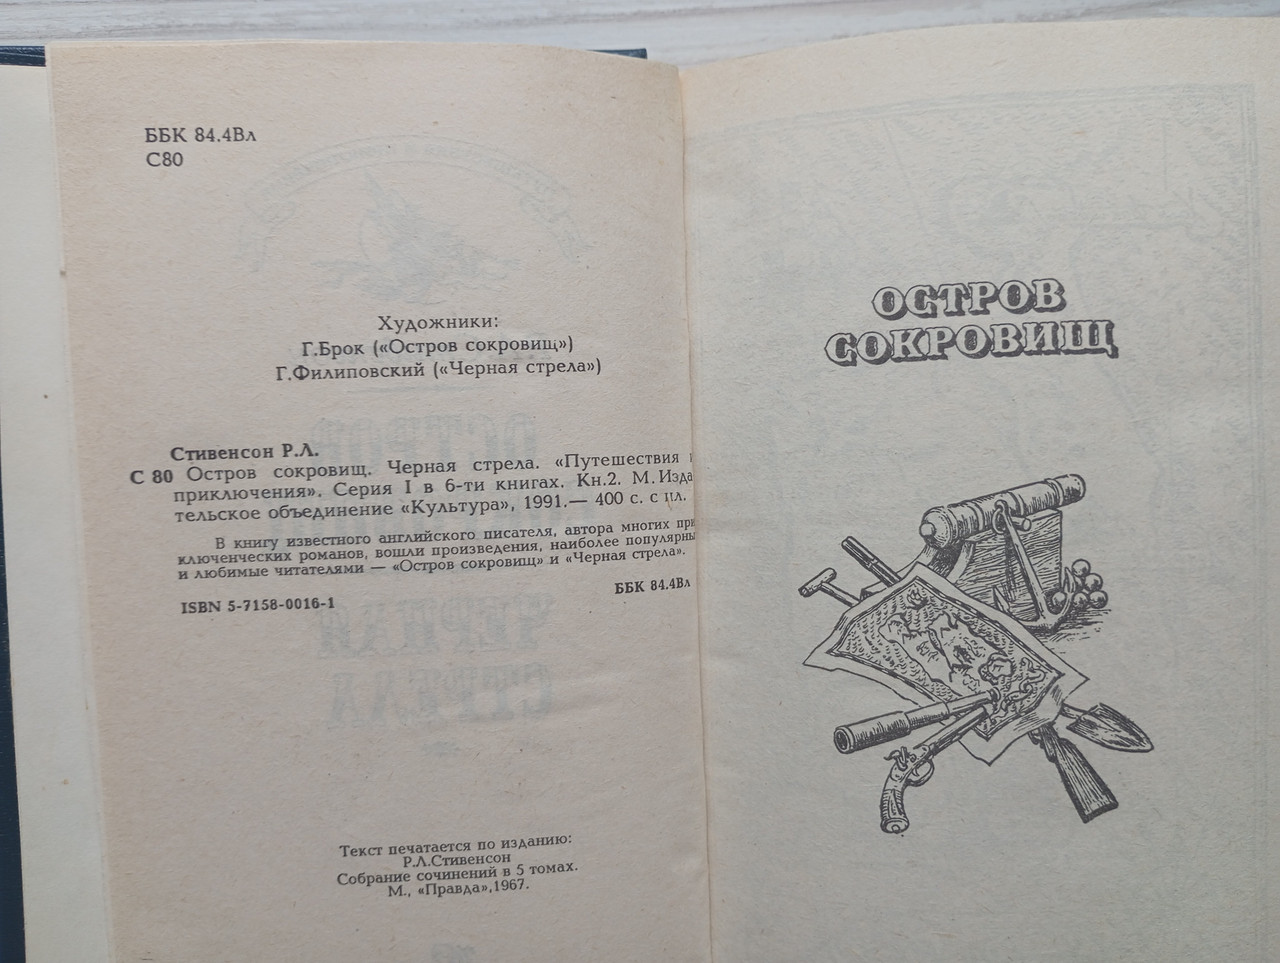 ББК 84.4Вл
С80
Художники:
Г.Брок («Остров сокровищ»)
Г.Филиповский («Черная стрела»)
Стивенсон Р.Л.
С 80 Остров сокровищ. Черная стрела. «Путешествия
приключения». Серия I в 6-ти книгах. Кн.2. М. Изда
тельское объединение «Культура», 1991.— 400 с. с ил.
В книгу известного английского писателя, автора многих при
ключенческих романов, вошли произведения, наиболее популярны
и любимые читателями — «Остров сокровищ» и «Черная стрела».
ISBN 5-7158-0016-1
ББК 84.4Вл
Текст печатается по изданию:
Р.Л.Стивенсон
Собрание сочинений в 5 томах.
М., «Правда»,1967.
ОСТРОВ
СОКРОВИЩ